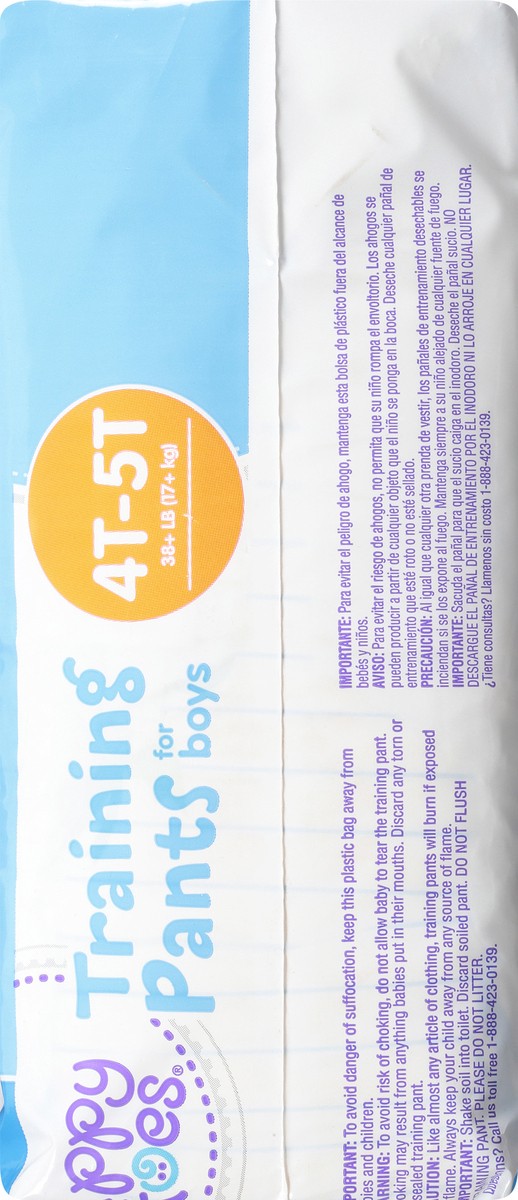 ppy
oes®
Training
Pants for
boys
4T-5T
38+ LB (17+ kg)
ORTANT: To avoid danger of suffocation, keep this plastic bag away from
ies and children.
RNING: To avoid risk of choking, do not allow baby to tear the training pant.
king may result from anything babies put in their mouths. Discard any torn or
sealed training pant.
TION: Like almost any article of clothing, training pants will burn if exposed
lame. Always keep your child away from any source of flame.
ORTANT: Shake soil into toilet. Discard soiled pant. DO NOT FLUSH
NING PANT. PLEASE DO NOT LITTER.
ns? Call us toll free 1-888-423-0139.
IMPORTANTE: Para evitar el peligro de ahogo, mantenga esta bolsa de plástico fuera del alcance de
bebés y niños.
AVISO: Para evitar el riesgo de ahogos, no permita que su niño rompa el envoltorio. Los ahogos se
pueden producir a partir de cualquier objeto que el niño se ponga en la boca. Deseche cualquier pañal de
entrenamiento que esté roto o no esté sellado.
PRECAUCIÓN: Al igual que cualquier otra prenda de vestir, los pañales de entrenamiento desechables se
inciendan si se los expone al fuego. Mantenga siempre a su niño alejado de cualquier fuente de fuego.
IMPORTANTE: Sacuda el pañal para que el sucio caiga en el inodoro. Deseche el pañal sucio. NO
DESCARGUE EL PAÑAL DE ENTRENAMIENTO POR EL INODORO NI LO ARROJE EN CUALQUIER LUGAR.
¿Tiene consultas? Llamenos sin costo 1-888-423-0139.